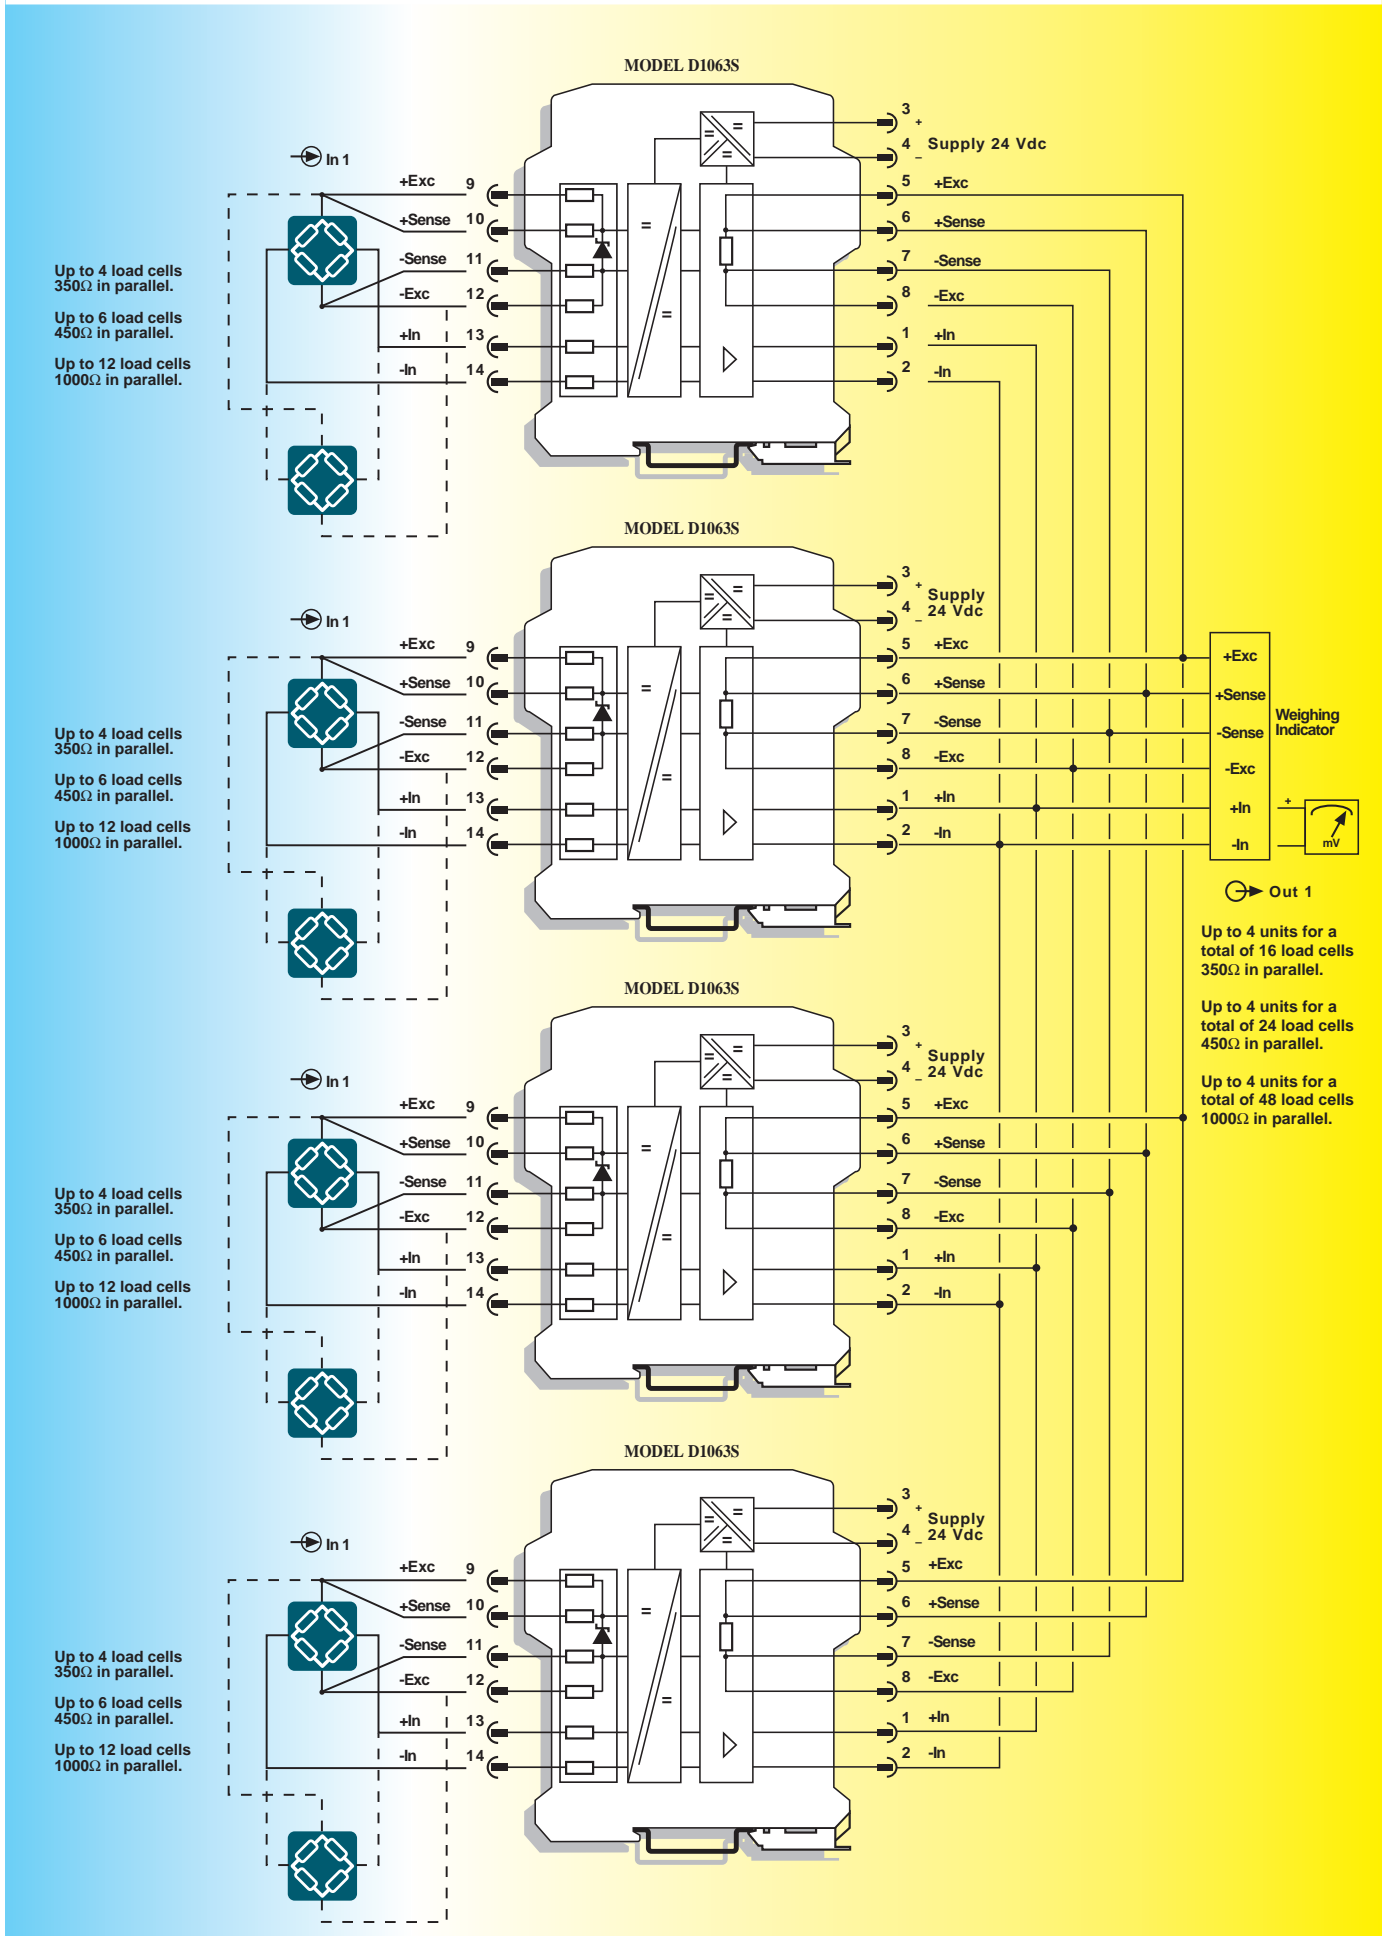 MODEL D1063S
In 1
+Exc 9
+Sense 10
-Sense 11
-Exc 12
+In 13
-In 14
Up to 4 load cells
350Ω in parallel.
Up to 6 load cells
450Ω in parallel.
Up to 12 load cells
1000Ω in parallel.
3 +
Supply 24 Vdc
4 –
5 +Exc
6 +Sense
7 -Sense
8 -Exc
1 +In
2 -In
MODEL D1063S
In 1
+Exc 9
+Sense 10
-Sense 11
-Exc 12
+In 13
-In 14
Up to 4 load cells
350Ω in parallel.
Up to 6 load cells
450Ω in parallel.
Up to 12 load cells
1000Ω in parallel.
3 +
Supply
4 – 24 Vdc
5 +Exc
6 +Sense
7 -Sense
8 -Exc
1 +In
2 -In
+Exc
+Sense
-Sense
-Exc
+In
-In
Weighing
Indicator
+
mV
Out 1
Up to 4 units for a
total of 16 load cells
350Ω in parallel.
Up to 4 units for a
total of 24 load cells
450Ω in parallel.
Up to 4 units for a
total of 48 load cells
1000Ω in parallel.
MODEL D1063S
In 1
+Exc 9
+Sense 10
-Sense 11
-Exc 12
+In 13
-In 14
Up to 4 load cells
350Ω in parallel.
Up to 6 load cells
450Ω in parallel.
Up to 12 load cells
1000Ω in parallel.
3 +
Supply
4 – 24 Vdc
5 +Exc
6 +Sense
7 -Sense
8 -Exc
1 +In
2 -In
MODEL D1063S
In 1
+Exc 9
+Sense 10
-Sense 11
-Exc 12
+In 13
-In 14
Up to 4 load cells
350Ω in parallel.
Up to 6 load cells
450Ω in parallel.
Up to 12 load cells
1000Ω in parallel.
3 +
Supply
4 – 24 Vdc
5 +Exc
6 +Sense
7 -Sense
8 -Exc
1 +In
2 -In